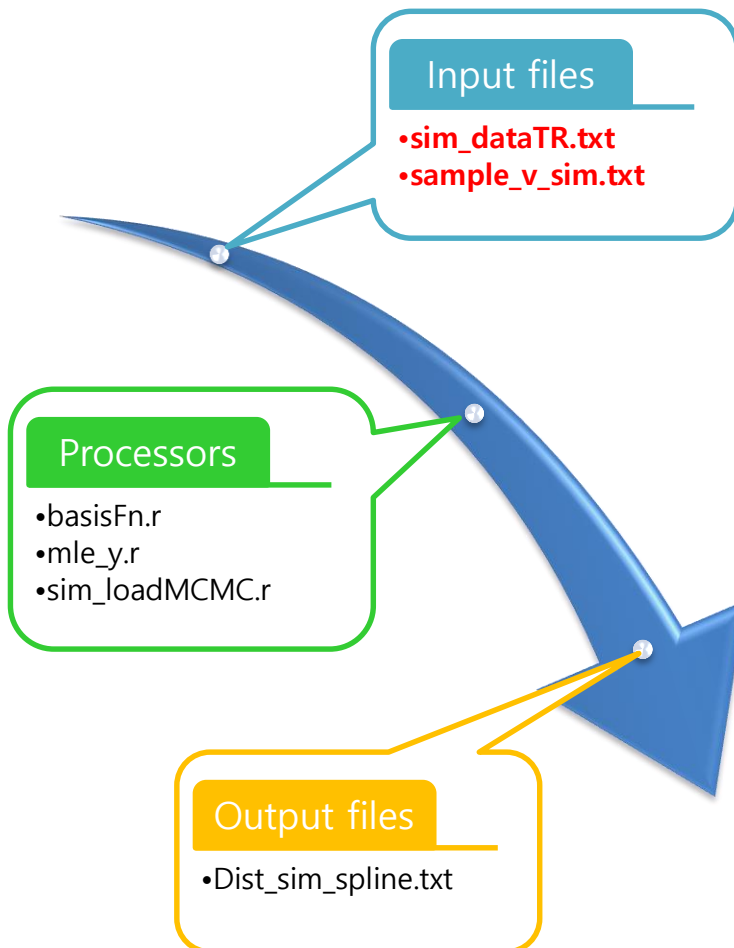 Input files
•sim_dataTR.txt
•sample_v_sim.txt
Processors
•basisFn.r
•mle_y.r
•sim_loadMCMC.r
Output files
•Dist_sim_spline.txt